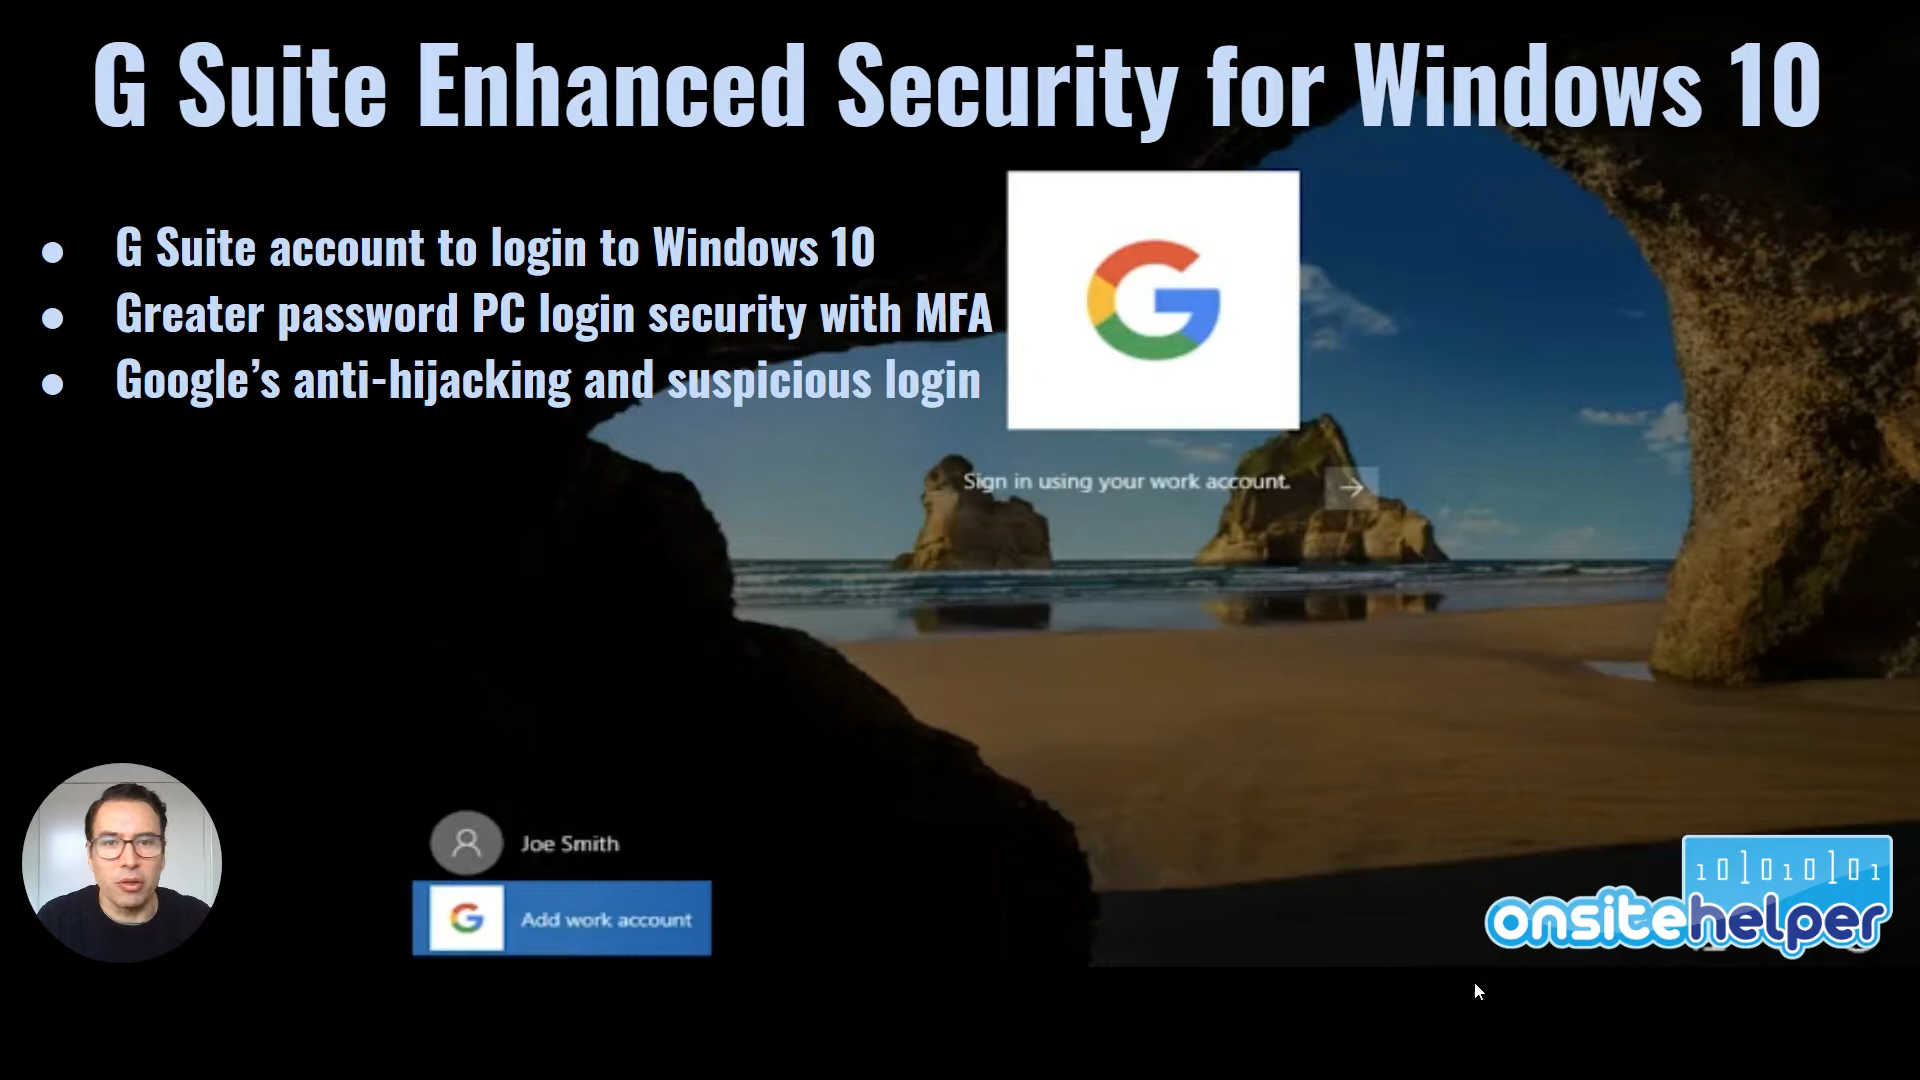 G Suite Enhanced Security for Windows 10
● G Suite account to login to Windows 10
● Greater password PC login security with MFA
● Google’s anti-hijacking and suspicious login
Sign in using your work account.
Joe Smith
Add work account
101010101
onsitehelper